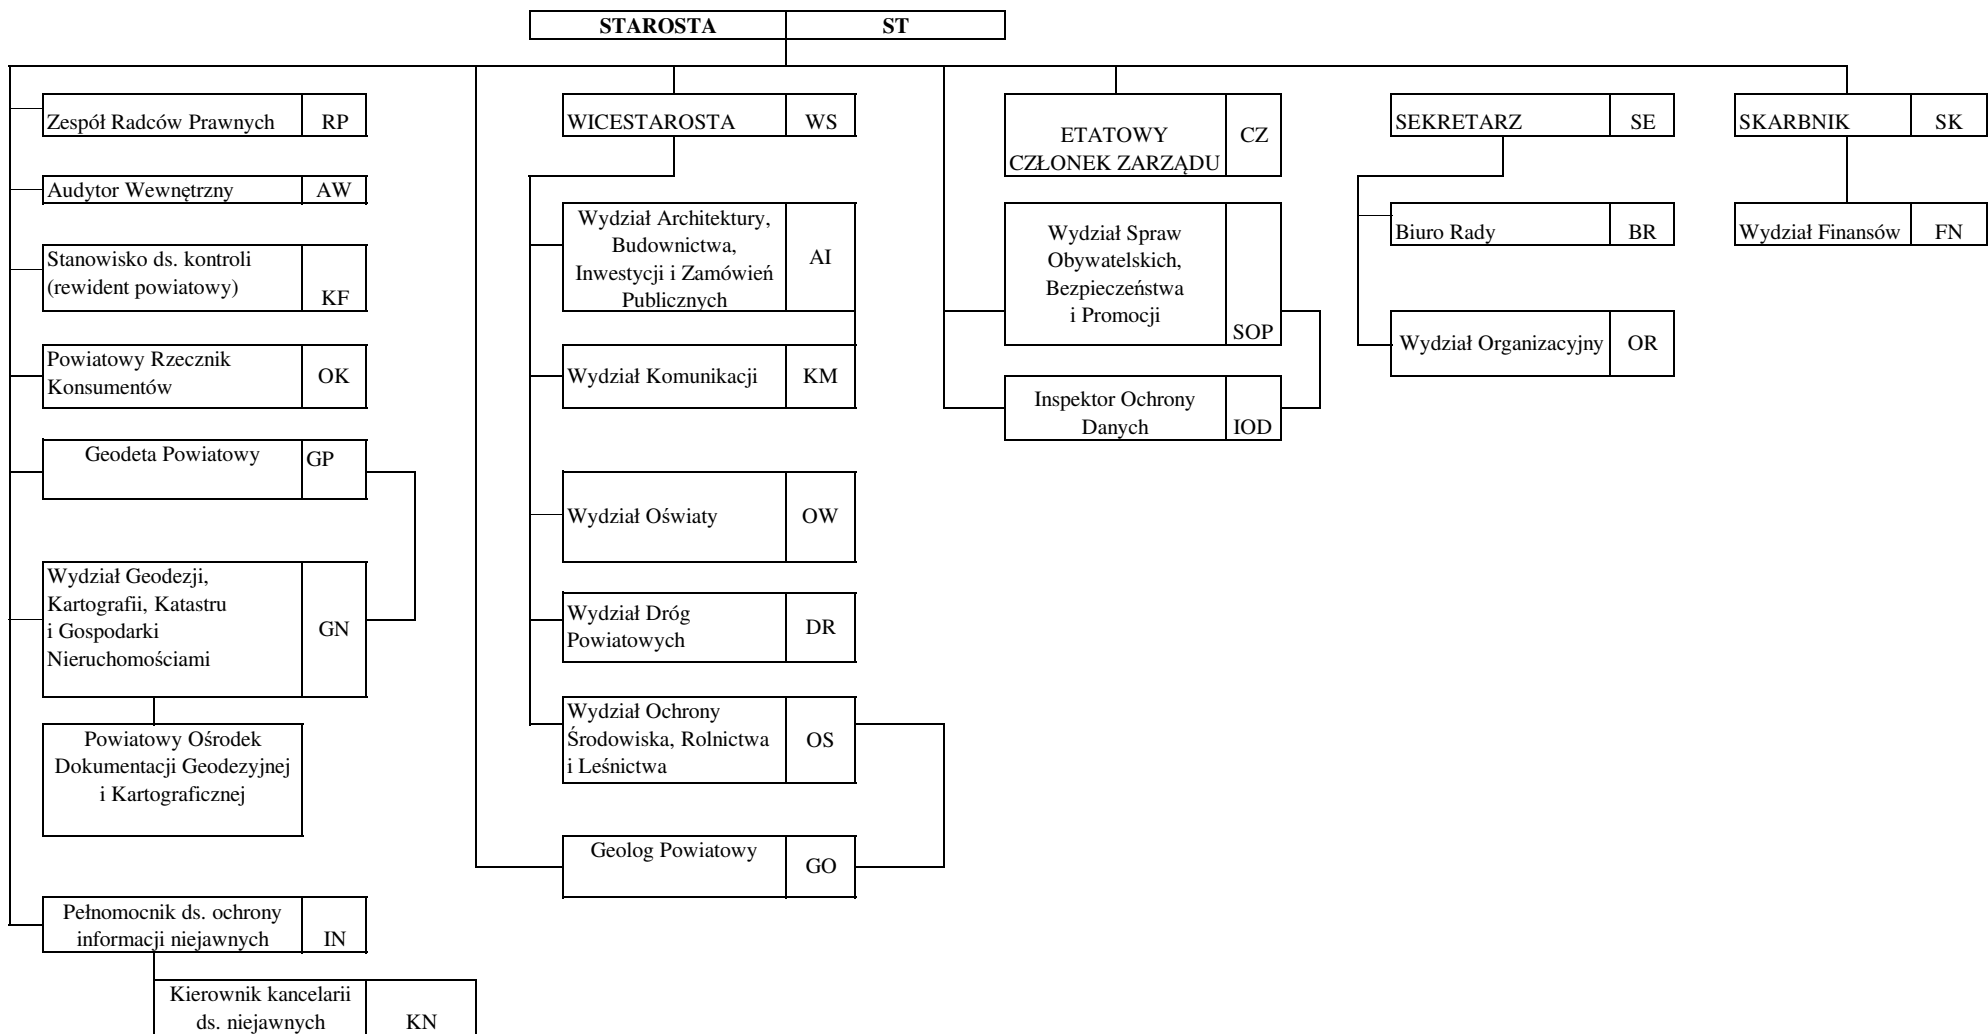 STAROSTA ST
Zespół Radców Prawnych RP
Audytor Wewnętrzny AW
Stanowisko ds. kontroli
(rewident powiatowy) KF
Powiatowy Rzecznik
Konsumentów OK
Geodeta Powiatowy GP
Wydział Geodezji,
Kartografii, Katastru
i Gospodarki
Nieruchomościami
GN
Powiatowy Ośrodek
Dokumentacji Geodezyjnej
i Kartograficznej
Pełnomocnik ds. ochrony
informacji niejawnych IN
Kierownik kancelarii
ds. niejawnych KN
WICESTAROSTA WS
Wydział Architektury,
Budownictwa,
Inwestycji i Zamówień
Publicznych
AI
Wydział Komunikacji KM
Wydział Oświaty OW
Wydział Dróg
Powiatowych
DR
Wydział Ochrony
Środowiska, Rolnictwa
i Leśnictwa
OS
Geolog Powiatowy
GO
ETATOWY
CZŁONEK ZARZĄDU
CZ
Wydział Spraw
Obywatelskich,
Bezpieczeństwa
i Promocji
SOP
Inspektor Ochrony
Danych IOD
SEKRETARZ SE
Biuro Rady BR
Wydział Organizacyjny OR
SKARBNIK SK
Wydział Finansów FN